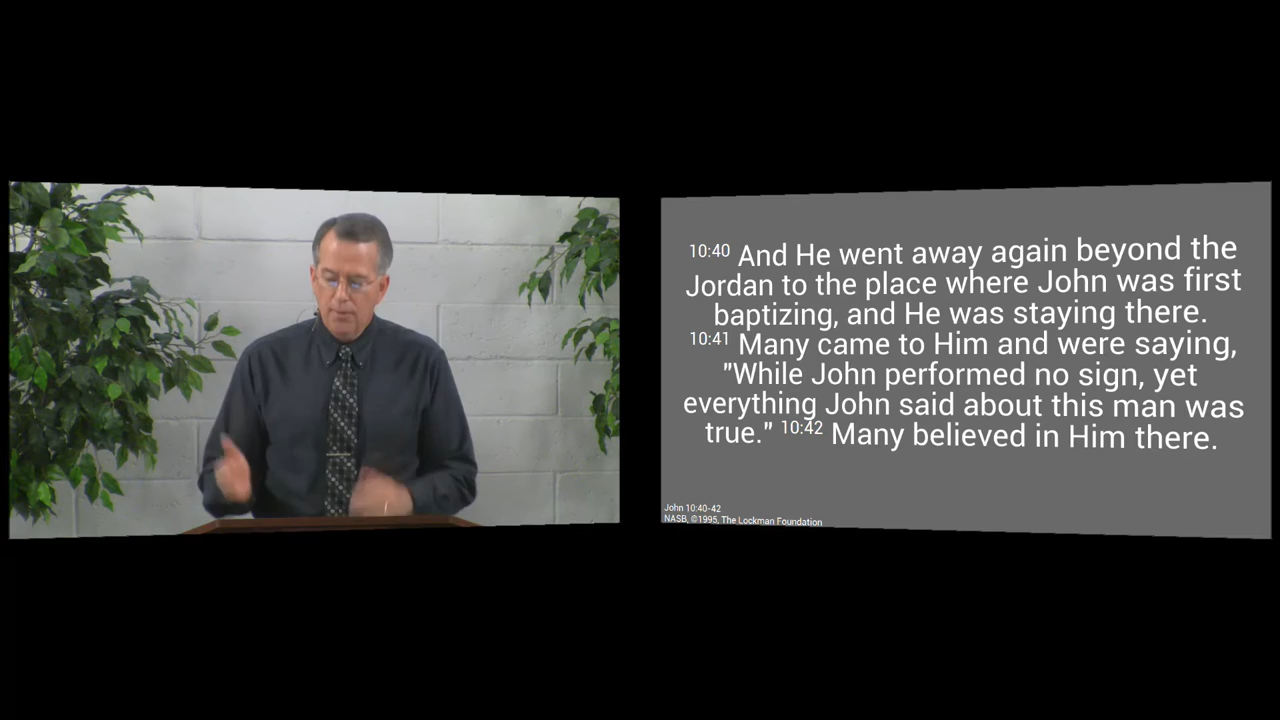 10:40 And He went away again beyond the
Jordan to the place where John was first
baptizing, and He was staying there.
10:41 Many came to Him and were saying,
"While John performed no sign, yet
everything John said about this man was
true." 10:42 Many believed in Him there.
John 10:40-42
NASB, ©1995, The Lockman Foundation